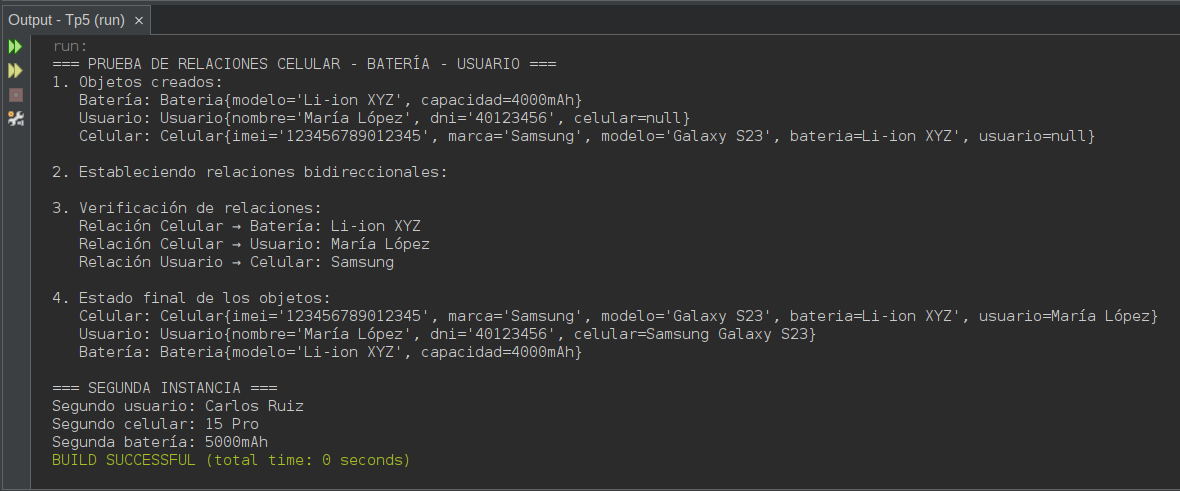 Output - Tp5 (run) ×
run:
=== PRUEBA DE RELACIONES CELULAR - BATERÍA - USUARIO ===
1. Objetos creados:
   Batería: Bateria{modelo='Li-ion XYZ', capacidad=4000mAh}
   Usuario: Usuario{nombre='María López', dni='40123456', celular=null}
   Celular: Celular{imei='123456789012345', marca='Samsung', modelo='Galaxy S23', bateria=Li-ion XYZ', usuario=null}

2. Estableciendo relaciones bidireccionales:

3. Verificación de relaciones:
   Relación Celular → Batería: Li-ion XYZ
   Relación Celular → Usuario: María López
   Relación Usuario → Celular: Samsung

4. Estado final de los objetos:
   Celular: Celular{imei='123456789012345', marca='Samsung', modelo='Galaxy S23', bateria=Li-ion XYZ', usuario=María López}
   Usuario: Usuario{nombre='María López', dni='40123456', celular=Samsung Galaxy S23}
   Batería: Bateria{modelo='Li-ion XYZ', capacidad=4000mAh}

=== SEGUNDA INSTANCIA ===
Segundo usuario: Carlos Ruiz
Segundo celular: 15 Pro
Segunda batería: 5000mAh
BUILD SUCCESSFUL (total time: 0 seconds)